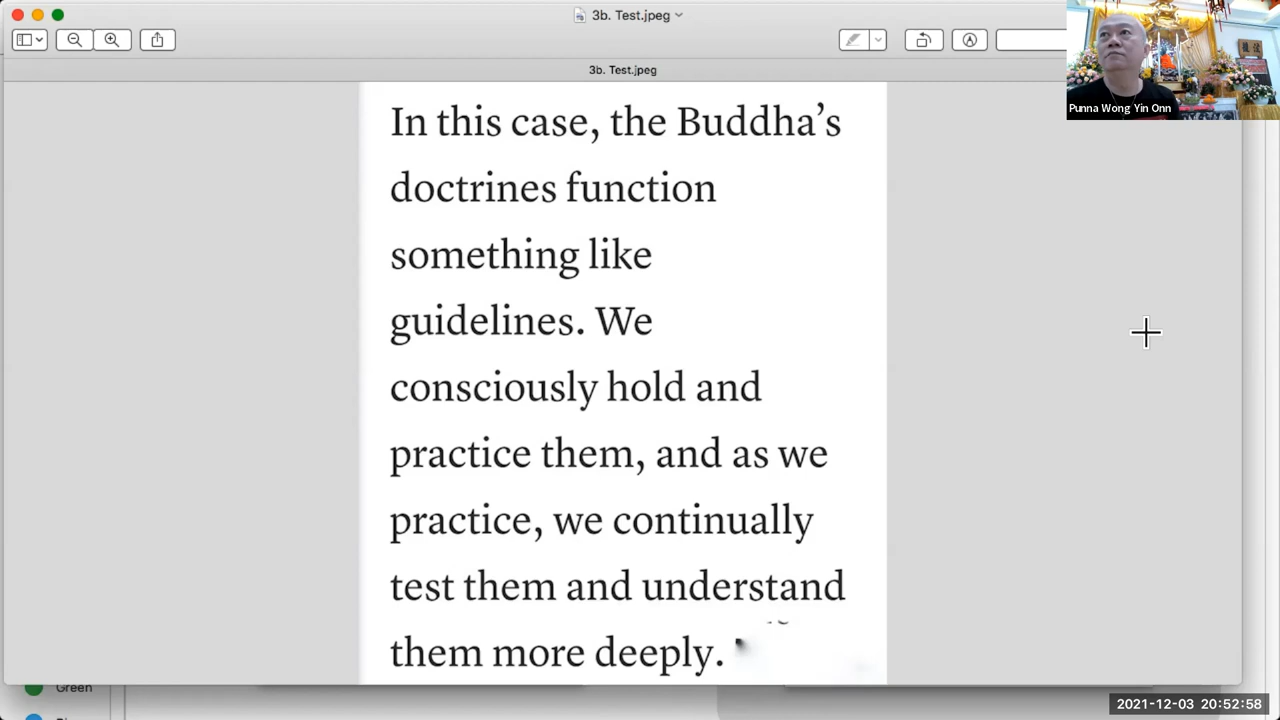 3b. Test.jpeg
3b. Test.jpeg
Punna Wong Yin Onn
In this case, the Buddha’s
doctrines function
something like
guidelines. We
consciously hold and
practice them, and as we
practice, we continually
test them and understand
them more deeply.
Green
2021-12-03 20:52:58